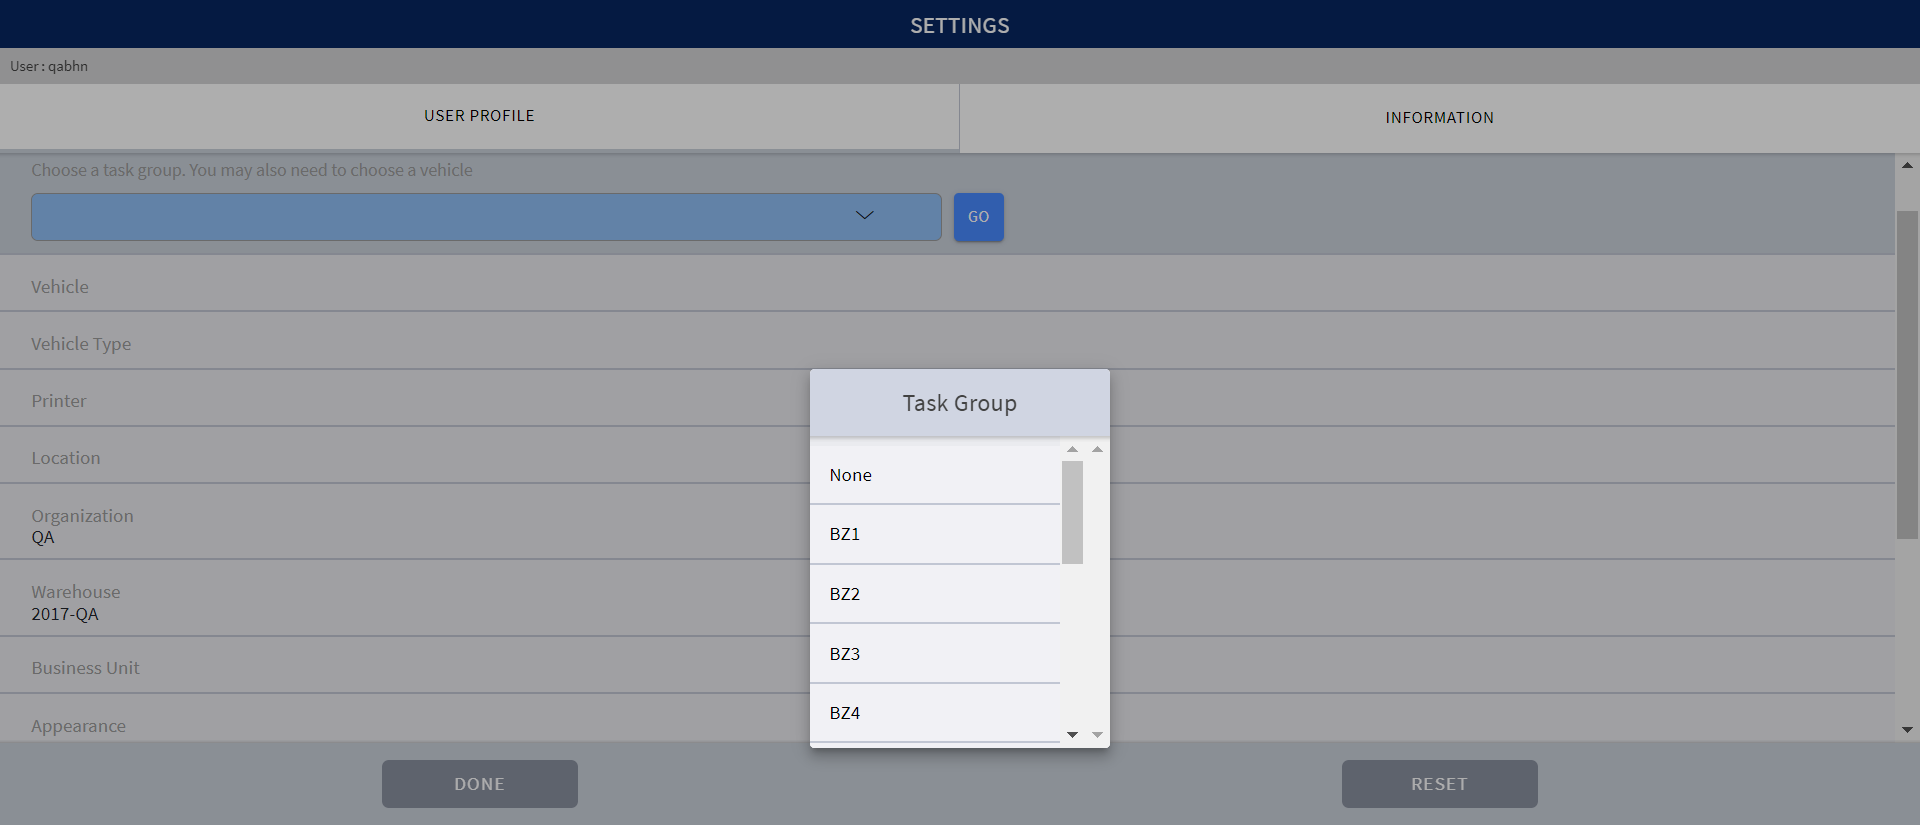 SETTINGS
User : qabhn
USER PROFILE
INFORMATION
Choose a task group. You may also need to choose a vehicle
GO
Vehicle
Vehicle Type
Printer
Location
Organization
QA
Warehouse
2017-QA
Business Unit
Appearance
Task Group
None
BZ1
BZ2
BZ3
BZ4
DONE
RESET